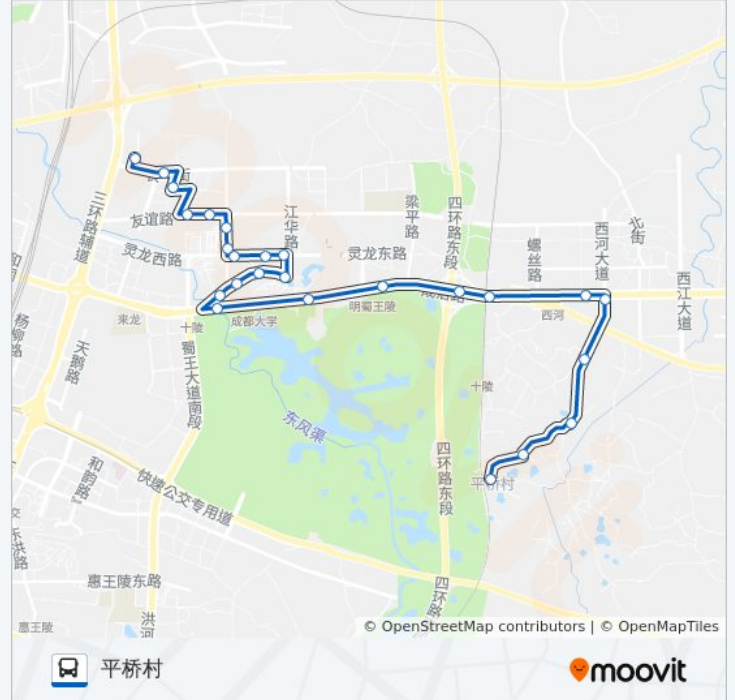 三环路辅道
友谊路
灵龙西路
江华路
灵龙东路
梁平路
四环路东段
螺丝路
西河大道
北街
西江大道
明蜀王陵
西河
来龙
十陵
成都大学
杨柳路
天鹅路
蜀王大道南段
十陵
东风渠
四环路东段
平桥村
快速公交专用道
惠王陵东路
四环路
惠王陵
© OpenStreetMap contributors | © OpenMapTiles
平桥村
moovit